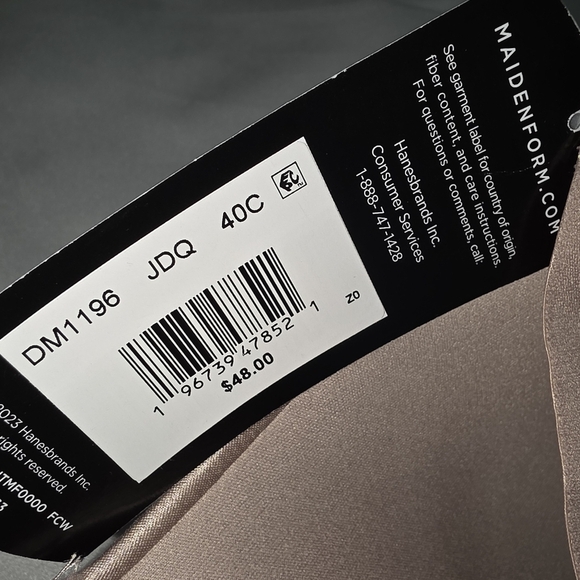 MAIDENFORM.COM
See garment label for country of origin,
fiber content, and care instructions.
For questions or comments, call:
Hanesbrands Inc.
Consumer Services
1-888-747-1428
DM1196 JDQ 40C
1 96739 47852 1
Z0
$48.00
2023 Hanesbrands Inc.
rights reserved.
TMF0000 FCW